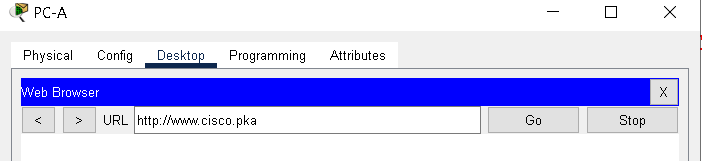 PC-A
Physical Config Desktop Programming Attributes
Web Browser X
< > URL http://www.cisco.pka Go Stop